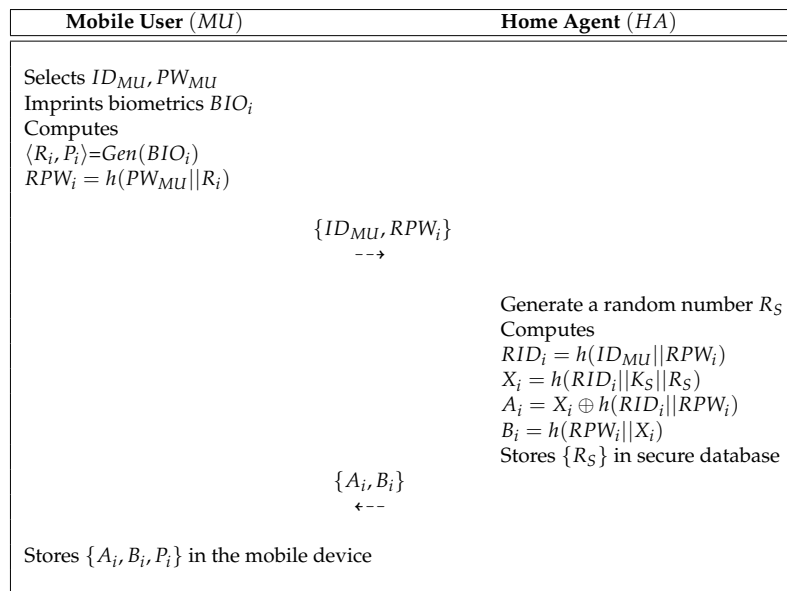 Mobile User (MU) Home Agent (HA)
Selects ID_MU, PW_MU
Imprints biometrics BIO_i
Computes
⟨R_i, P_i⟩=Gen(BIO_i)
RPW_i = h(PW_MU||R_i)
{ID_MU, RPW_i}
Generate a random number R_S
Computes
RID_i = h(ID_MU||RPW_i)
X_i = h(RID_i||K_S||R_S)
A_i = X_i ⊕ h(RID_i||RPW_i)
B_i = h(RPW_i||X_i)
Stores {R_S} in secure database
{A_i, B_i}
Stores {A_i, B_i, P_i} in the mobile device